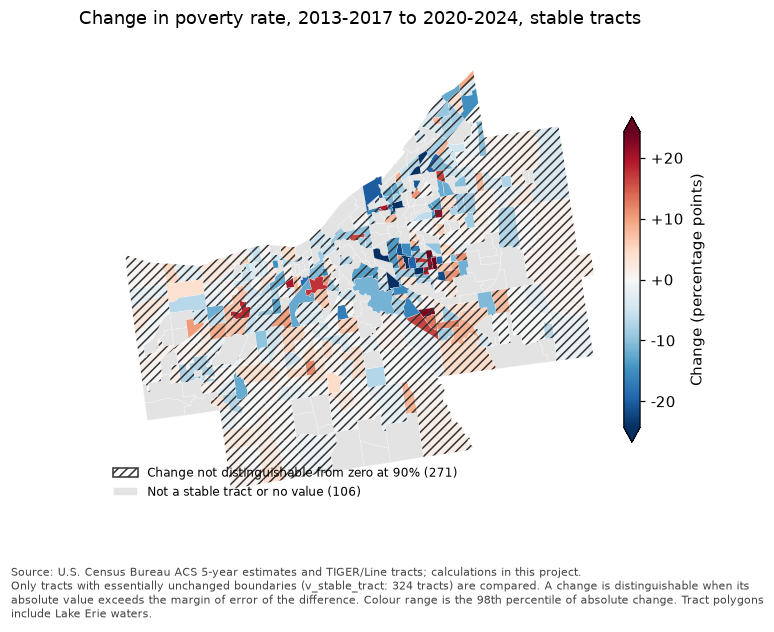 Change in poverty rate, 2013-2017 to 2020-2024, stable tracts
+20
+10
+0
-10
-20
Change (percentage points)
Change not distinguishable from zero at 90% (271)
Not a stable tract or no value (106)
Source: U.S. Census Bureau ACS 5-year estimates and TIGER/Line tracts; calculations in this project.
Only tracts with essentially unchanged boundaries (v_stable_tract: 324 tracts) are compared. A change is distinguishable when its
absolute value exceeds the margin of error of the difference. Colour range is the 98th percentile of absolute change. Tract polygons
include Lake Erie waters.